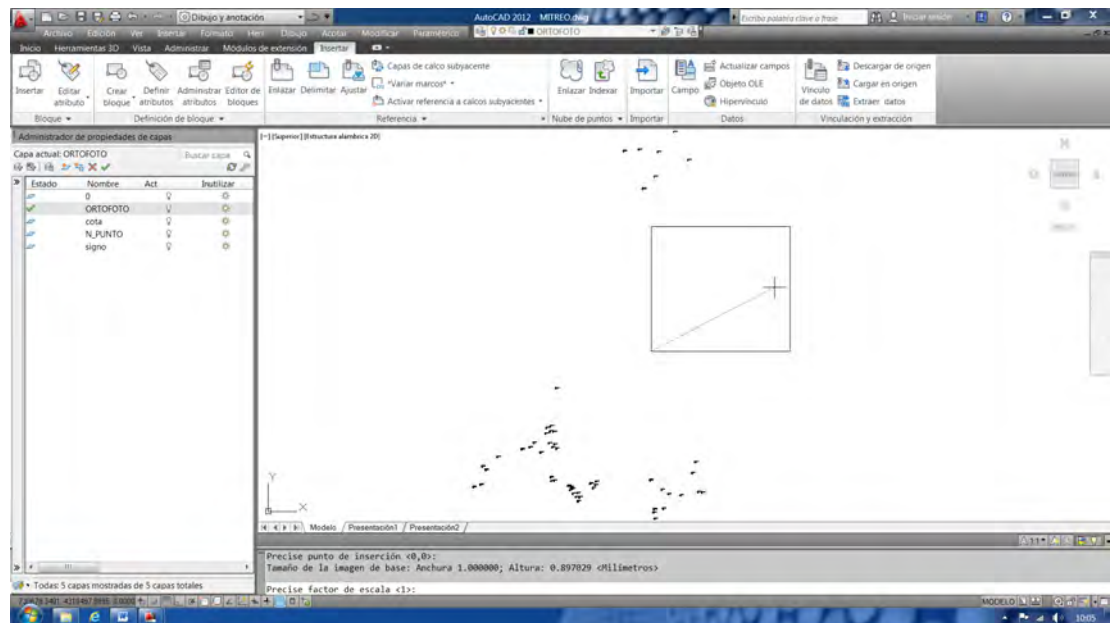 Dibujo y anotación
AutoCAD 2012 MITREO.dwg
Escriba palabra clave o frase
Iniciar sesión
Archivo Edición Ver Insertar Formato Herr Dibujo Acotar Modificar Paramétrico
ORTOFOTO
Inicio Herramientas 3D Vista Administrar Módulos de extensión Insertar
Insertar
Editar atributo
Crear bloque
Definir atributos
Administrar atributos
Editor de bloques
Enlazar Delimitar Ajustar
Capas de calco subyacente
*Variar marcos*
Activar referencia a calcos subyacentes
Enlazar Indexar
Importar
Campo
Actualizar campos
Objeto OLE
Hipervínculo
Vínculo de datos
Descargar de origen
Cargar en origen
Extraer datos
Bloque
Definición de bloque
Referencia
Nube de puntos
Importar
Datos
Vinculación y extracción
Administrador de propiedades de capas
[-] [Superior] [Estructura alámbrica 2D]
Capa actual: ORTOFOTO
Buscar capa
Estado Nombre Act Inutilizar
0
ORTOFOTO
cota
N_PUNTO
signo
Y
X
Modelo Presentación1 Presentación2
Precise punto de inserción <0,0>:
Tamaño de la imagen de base: Anchura 1.000000; Altura: 0.897029 <Milímetros>
Precise factor de escala <1>:
Todas: 5 capas mostradas de 5 capas totales
MODELO
10:05